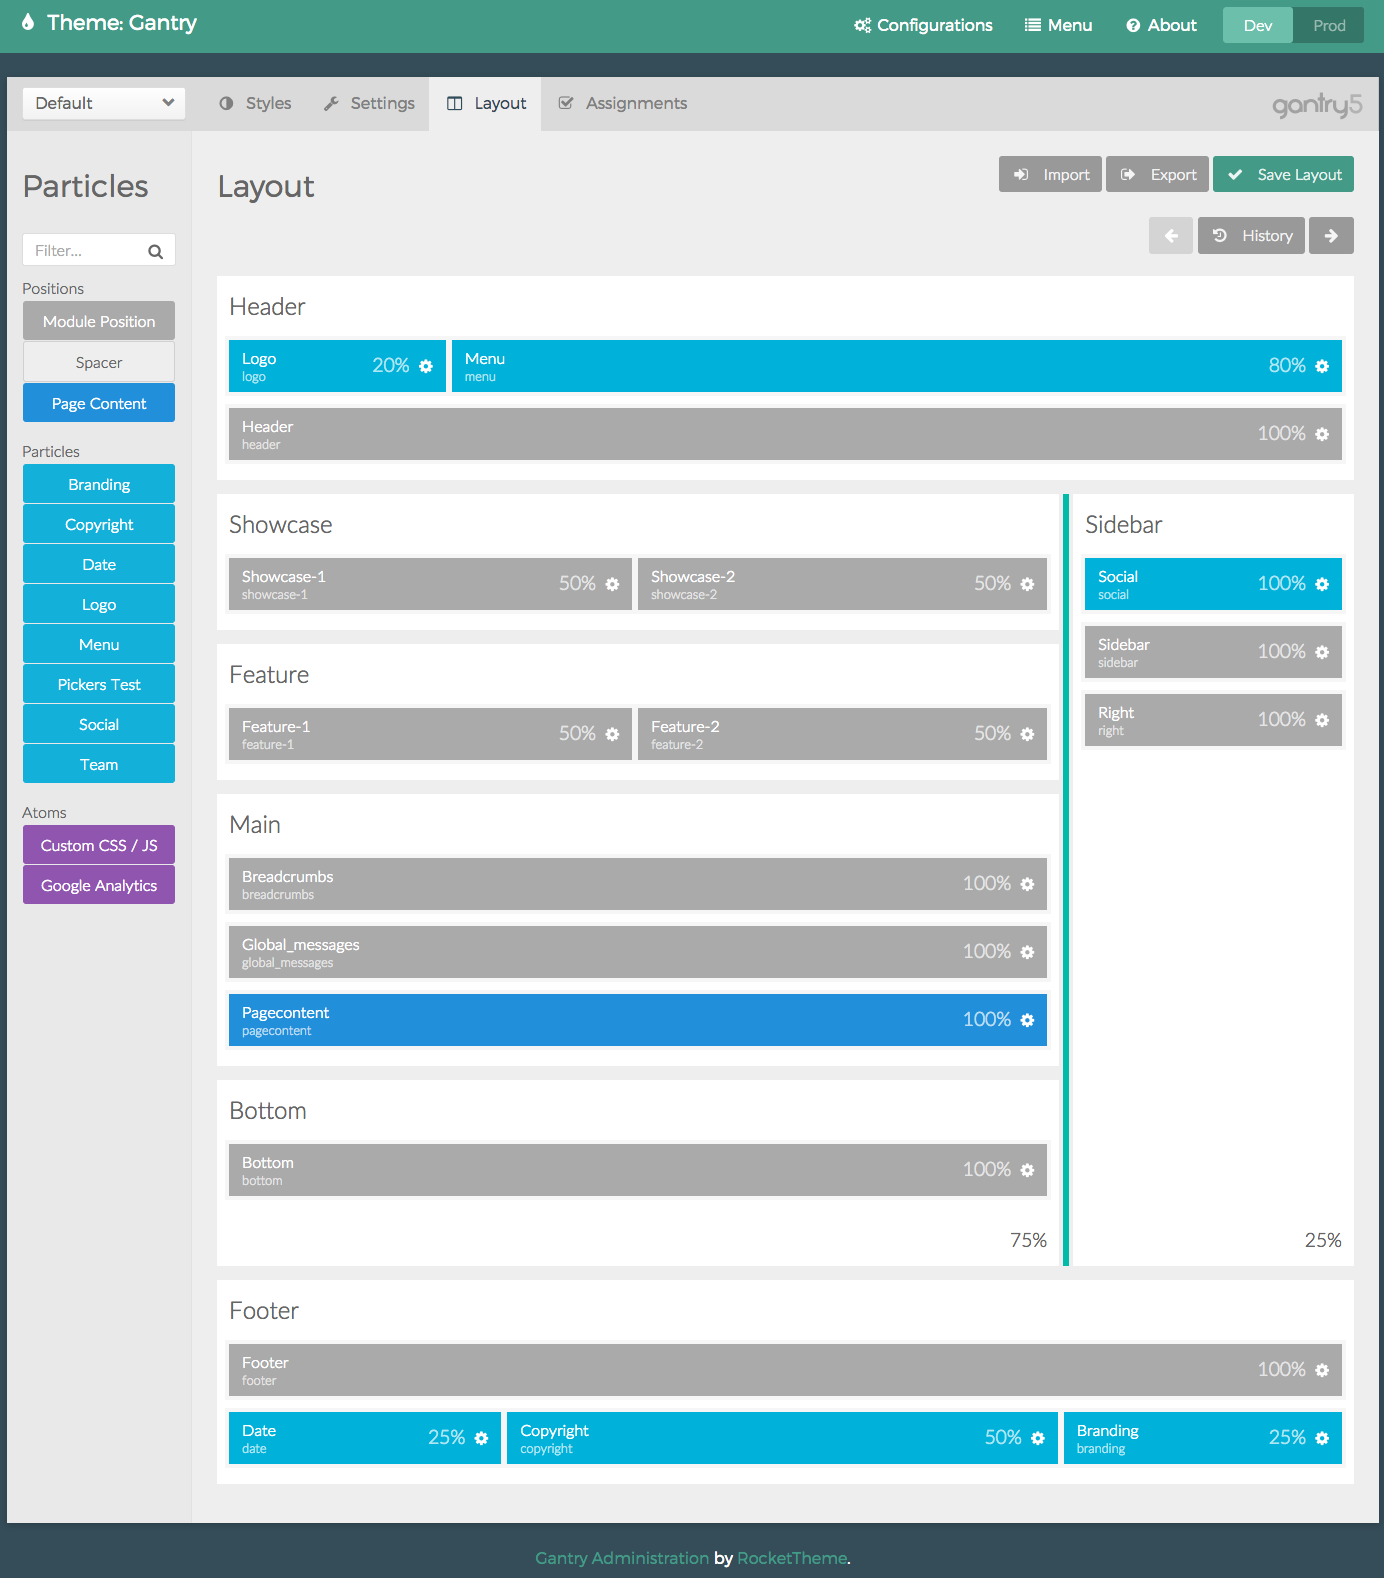 Theme: Gantry
Configurations
Menu
About
Dev
Prod
Default
Styles
Settings
Layout
Assignments
gantry5
Particles
Filter...
Positions
Module Position
Spacer
Page Content
Particles
Branding
Copyright
Date
Logo
Menu
Pickers Test
Social
Team
Atoms
Custom CSS / JS
Google Analytics
Layout
Import
Export
Save Layout
History
Header
Logo
logo
20%
Menu
menu
80%
Header
header
100%
Showcase
Showcase-1
showcase-1
50%
Showcase-2
showcase-2
50%
Feature
Feature-1
feature-1
50%
Feature-2
feature-2
50%
Main
Breadcrumbs
breadcrumbs
100%
Global_messages
global_messages
100%
Pagecontent
pagecontent
100%
Bottom
Bottom
bottom
100%
75%
Sidebar
Social
social
100%
Sidebar
sidebar
100%
Right
right
100%
25%
Footer
Footer
footer
100%
Date
date
25%
Copyright
copyright
50%
Branding
branding
25%
Gantry Administration by RocketTheme.